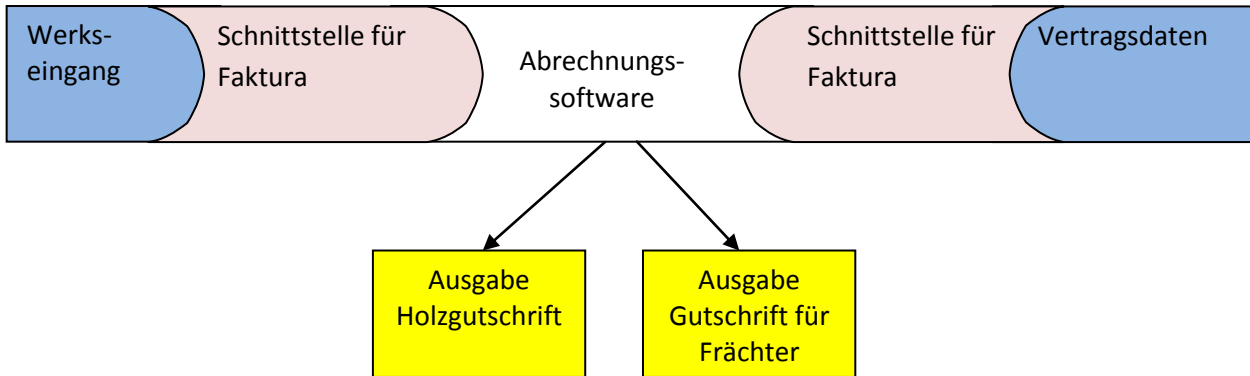 Werks-
eingang
Schnittstelle für
Faktura
Abrechnungs-
software
Schnittstelle für
Faktura
Vertragsdaten
Ausgabe
Holzgutschrift
Ausgabe
Gutschrift für
Frächter